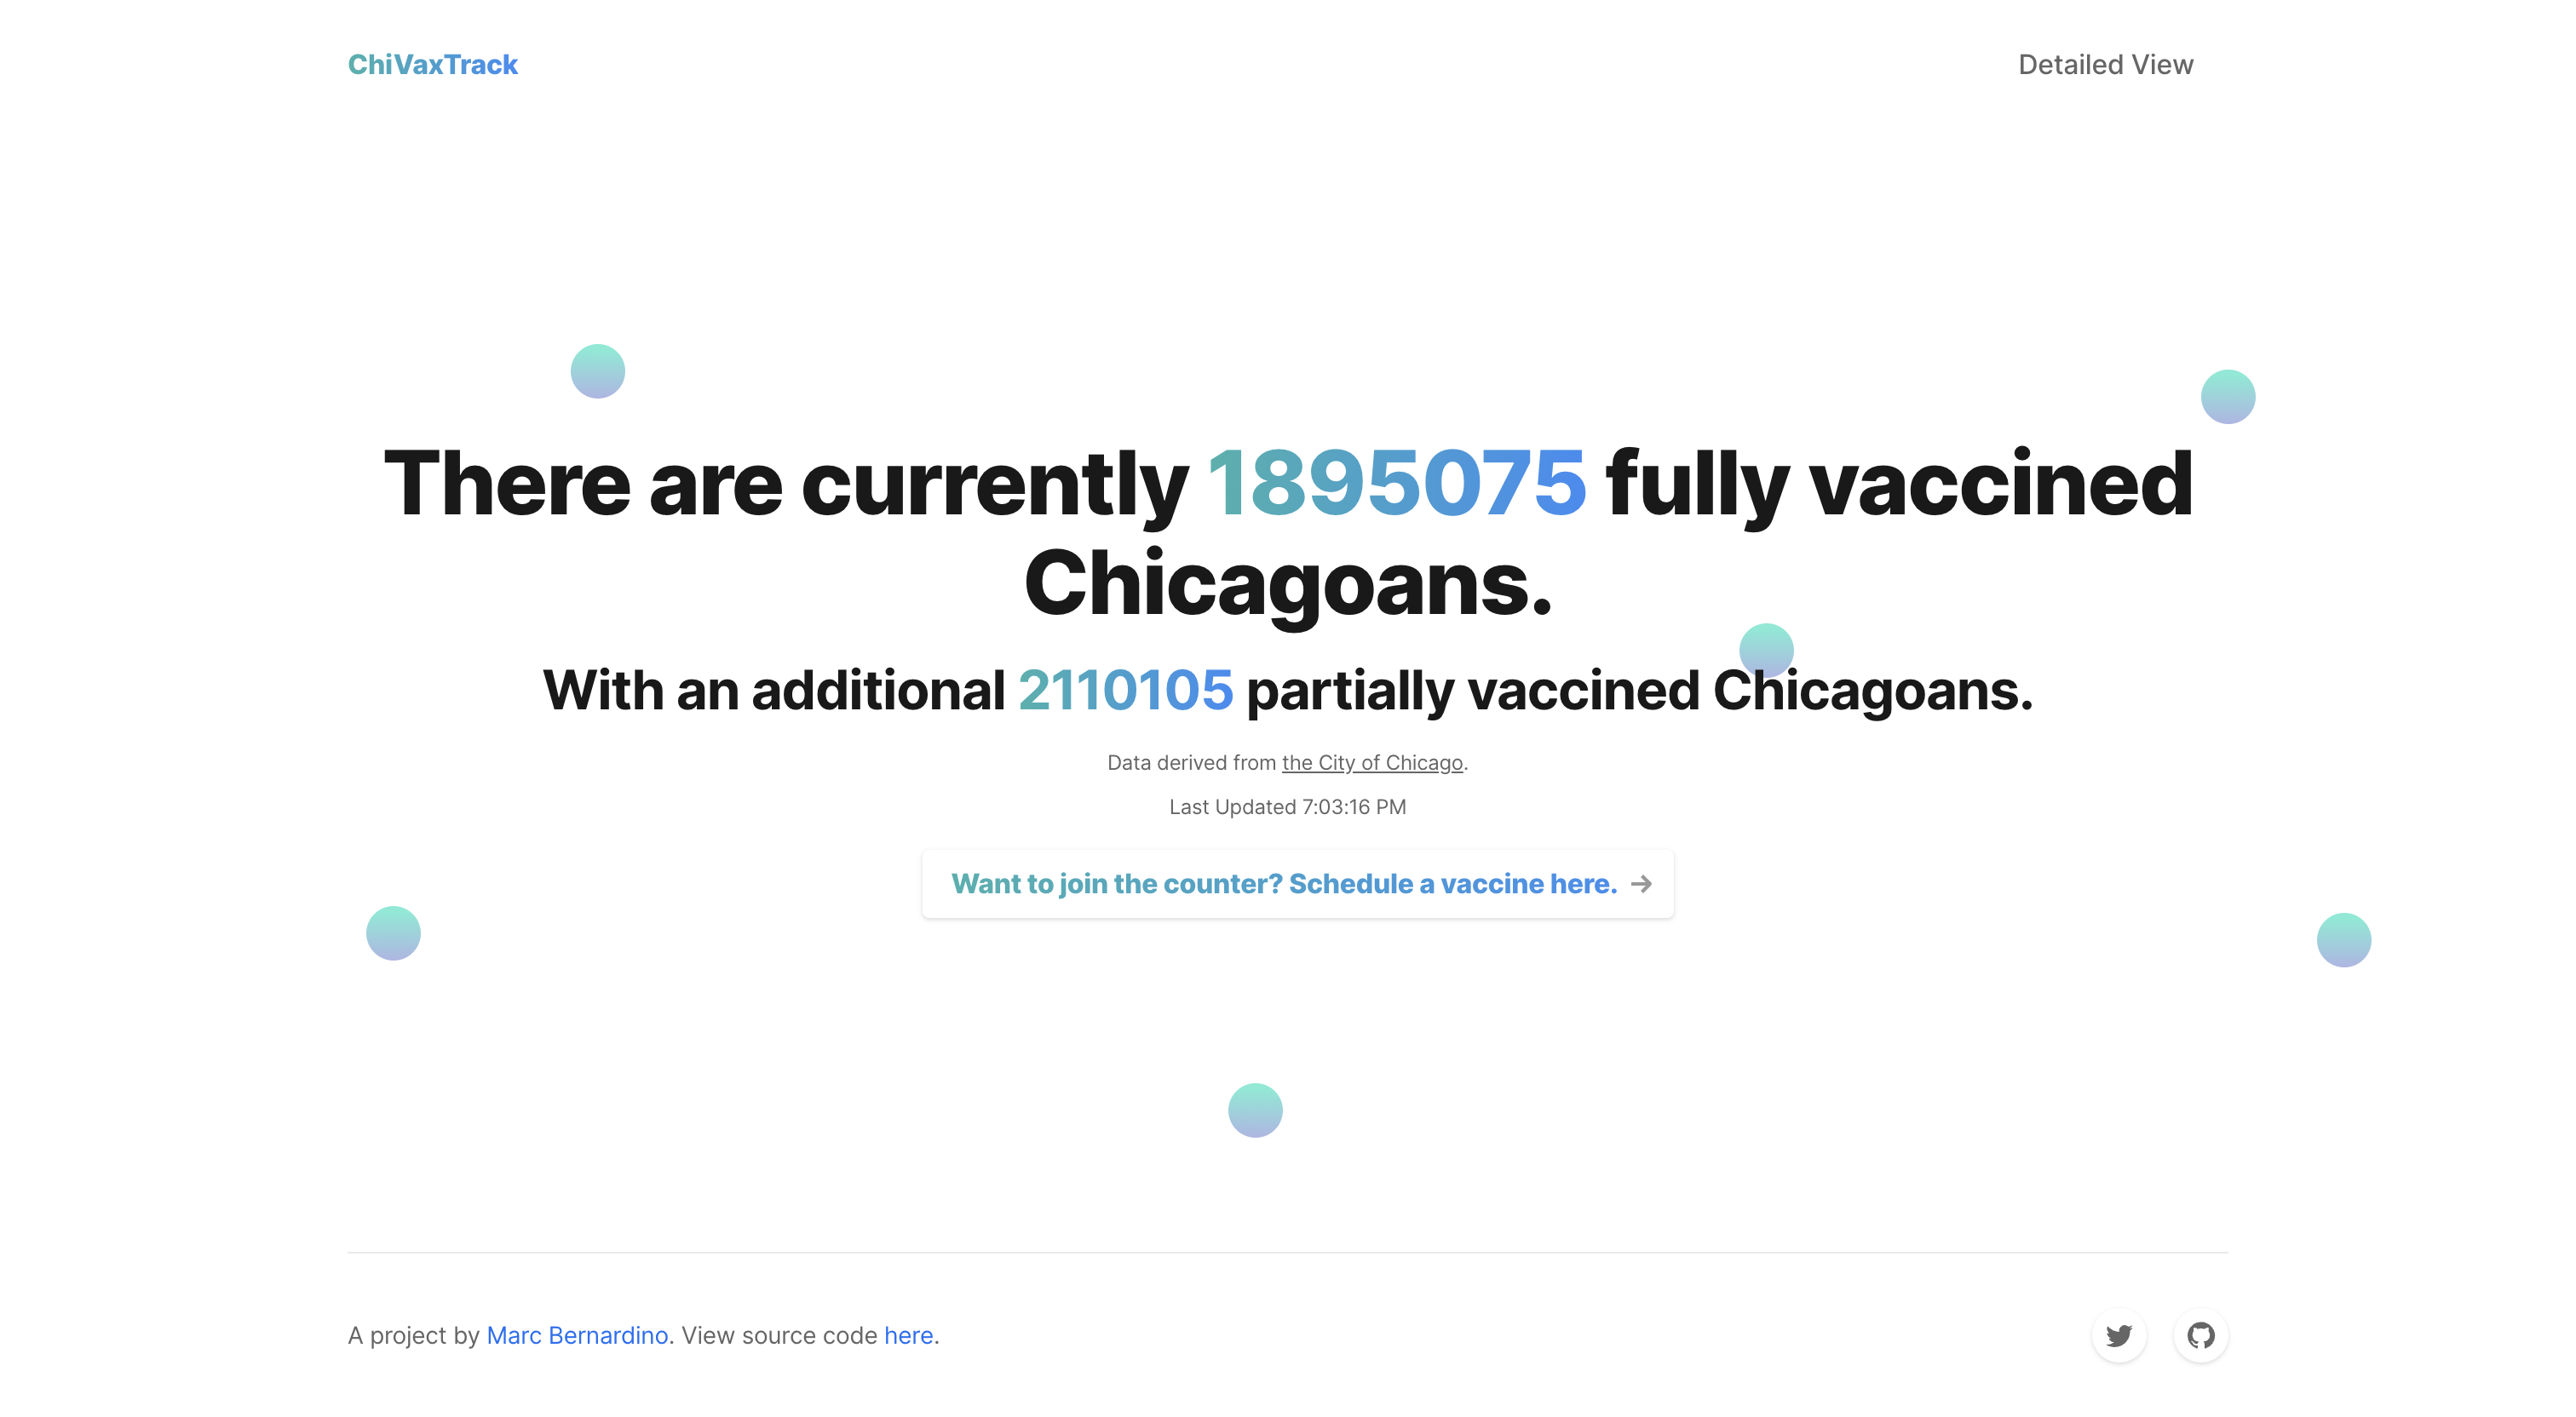 ChiVaxTrack
Detailed View
There are currently 1895075 fully vaccined
Chicagoans.
With an additional 2110105 partially vaccined Chicagoans.
Data derived from the City of Chicago.
Last Updated 7:03:16 PM
Want to join the counter? Schedule a vaccine here. →
A project by Marc Bernardino. View source code here.